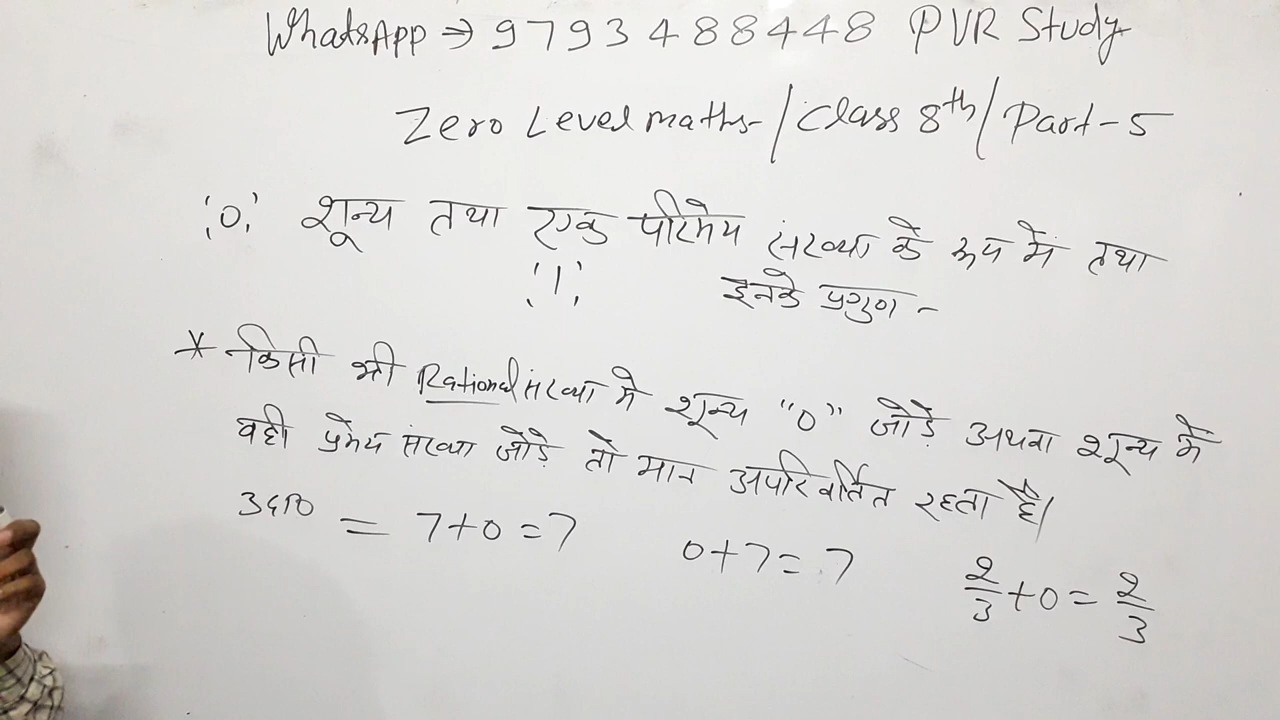 WhatsApp → 9793488448 PVR Study
Zero Level maths / Class 8th / Part-5
'0' शून्य तथा एक परिमेय संख्या के रूप में तथा
'1' इनके प्रगुण -
* किसी भी Rational संख्या मे शून्य "0" जोड़े अथवा शून्य में
वही प्रमेय संख्या जोड़े तो मान अपरिवर्तित रहता है।
उदा० = 7+0=7 0+7=7 2/3+0=2/3